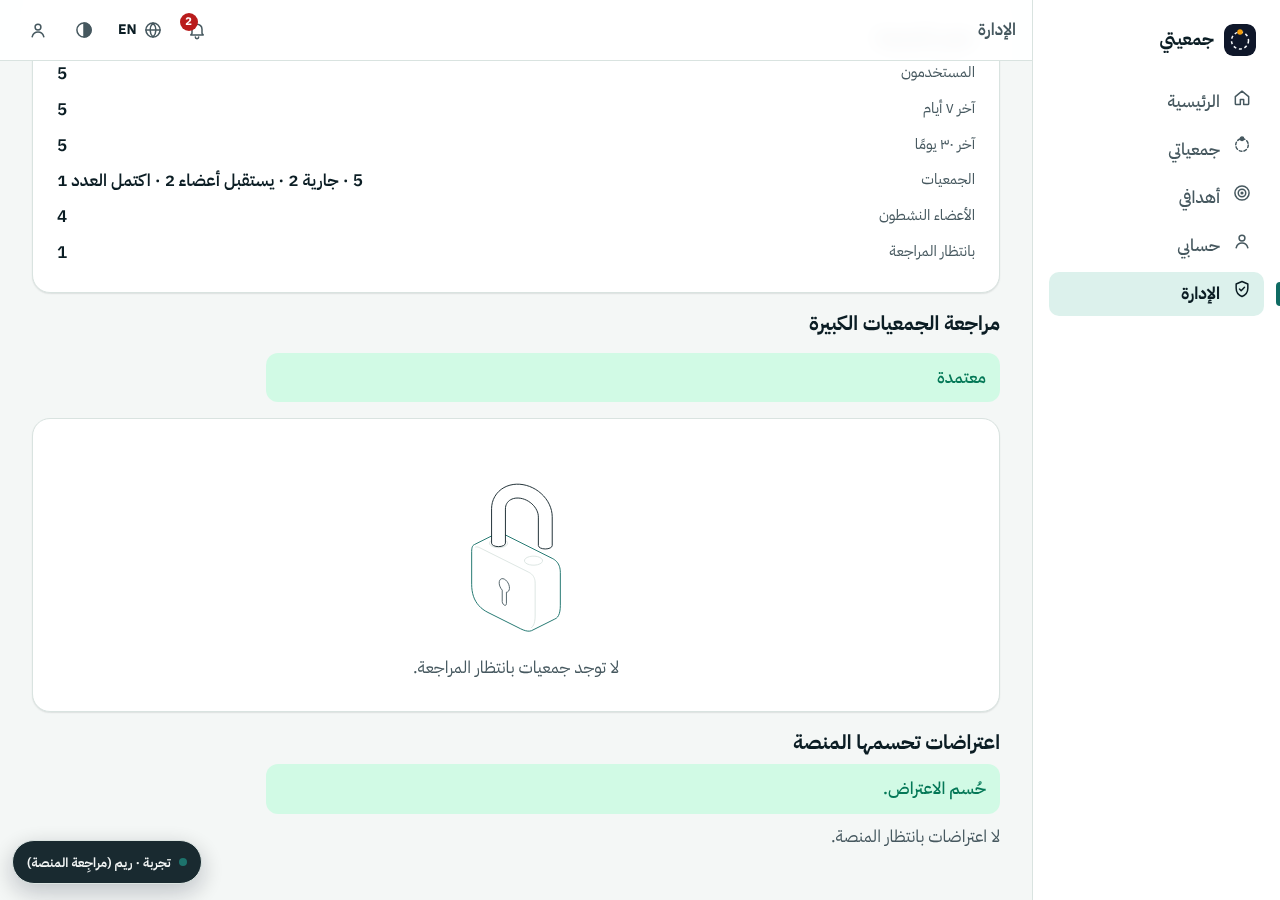 جمعيتي
الرئيسية
جمعياتي
أهدافي
حسابي
الإدارة
الإدارة
2
EN
المستخدمون 5
آخر ٧ أيام 5
آخر ٣٠ يومًا 5
الجمعيات 5 · جارية 2 · يستقبل أعضاء 2 · اكتمل العدد 1
الأعضاء النشطون 4
بانتظار المراجعة 1
مراجعة الجمعيات الكبيرة
معتمدة
لا توجد جمعيات بانتظار المراجعة.
اعتراضات تحسمها المنصة
حُسم الاعتراض.
لا اعتراضات بانتظار المنصة.
تجربة · ريم (مراجِعة المنصة)